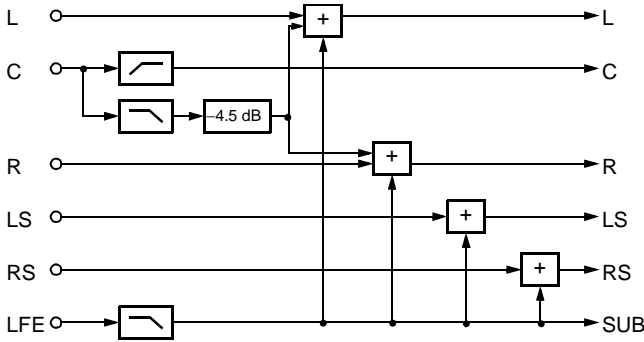 L + L
C C
−4.5 dB
R + R
LS + LS
RS + RS
LFE SUB